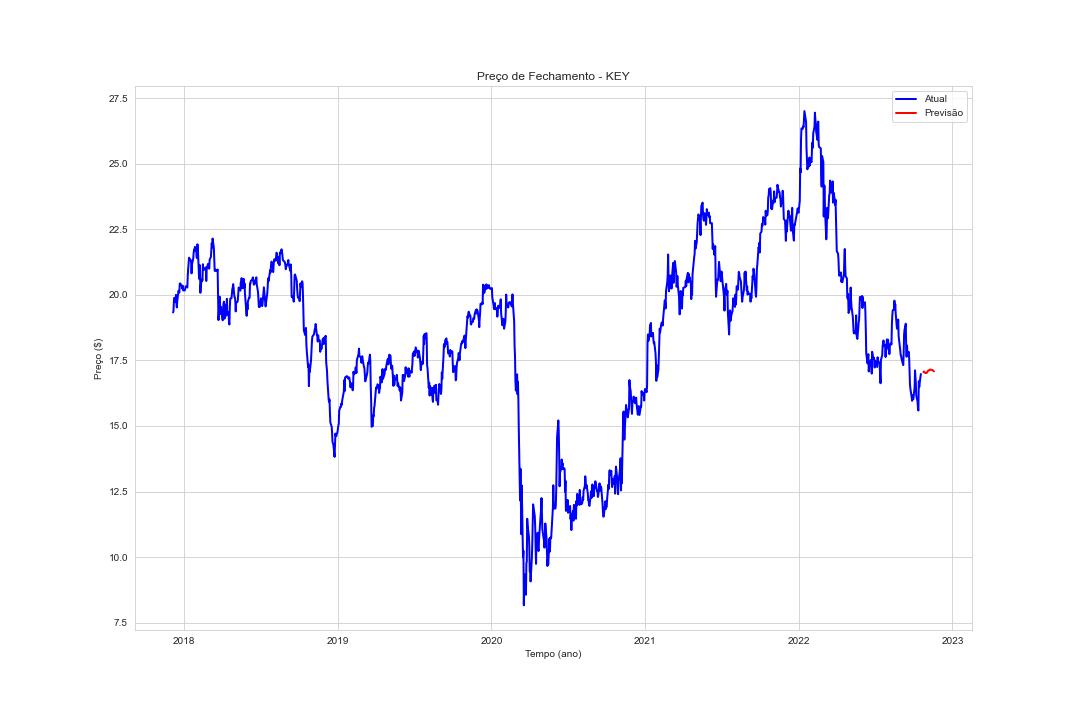 Preço de Fechamento - KEY
Atual
Previsão
27.5
25.0
22.5
20.0
17.5
15.0
12.5
10.0
7.5
Preço ($)
2018 2019 2020 2021 2022 2023
Tempo (ano)